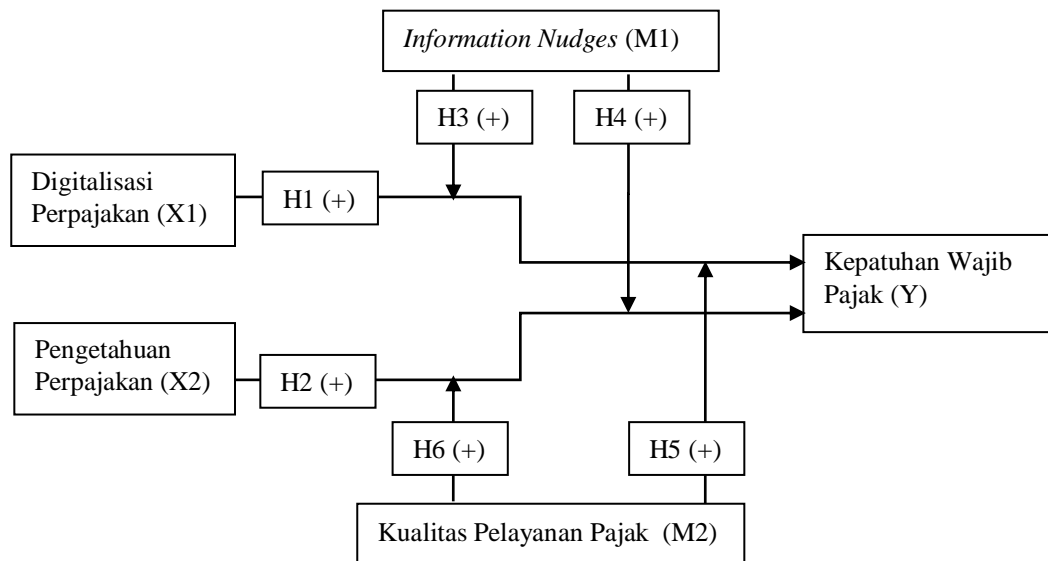 Information Nudges (M1)
H3 (+)
H4 (+)
Digitalisasi
Perpajakan (X1)
H1 (+)
Kepatuhan Wajib
Pajak (Y)
Pengetahuan
Perpajakan (X2)
H2 (+)
H6 (+)
H5 (+)
Kualitas Pelayanan Pajak (M2)